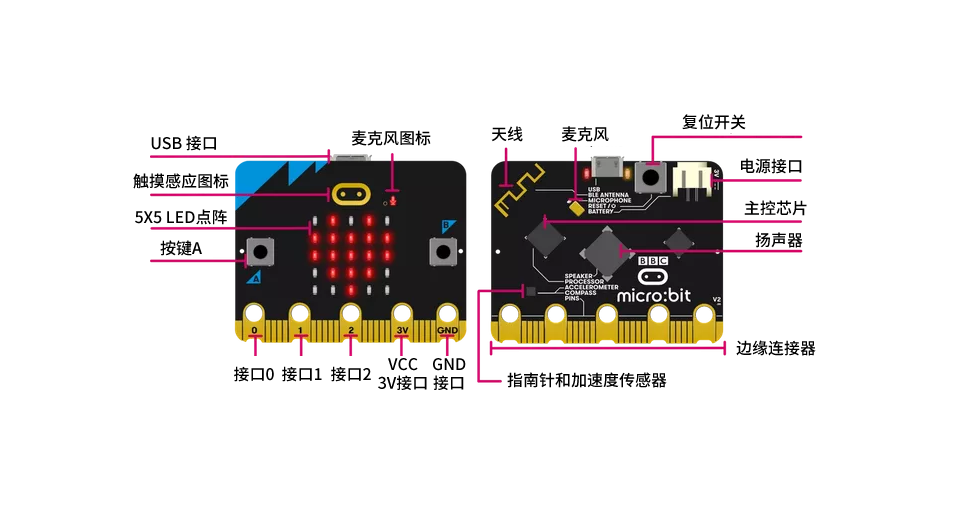 USB 接口
麦克风图标
触摸感应图标
5X5 LED点阵
按键A
A
B
0
1
2
3V
GND
接口0
接口1
接口2
VCC
3V接口
GND
接口
天线
麦克风
复位开关
电源接口
主控芯片
扬声器
边缘连接器
指南针和加速度传感器
3V
USB
BLE ANTENNA
MICROPHONE
RESET/
BATTERY
SPEAKER
PROCESSOR
ACCELEROMETER
COMPASS
PINS
BBC
micro:bit
V2